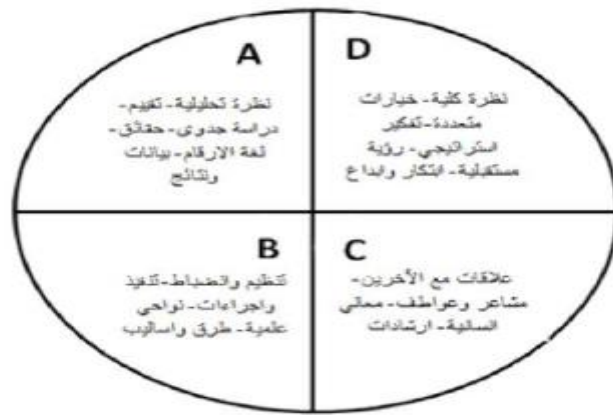 A
نظرة تحليلية - تقييم -
دراسة جدوى - حقائق -
لغة الارقام - بيانات
ونتائج
D
نظرة كلية - خيارات
متعددة - تفكير
استراتيجي - رؤية
مستقبلية - ابتكار وابداع
B
تنظيم وانضباط - تنفيذ
واجراءات - نواحي
علمية - طرق واساليب
C
علاقات مع الأخرين -
مشاعر وعواطف - معاني
انسانية - ارشادات